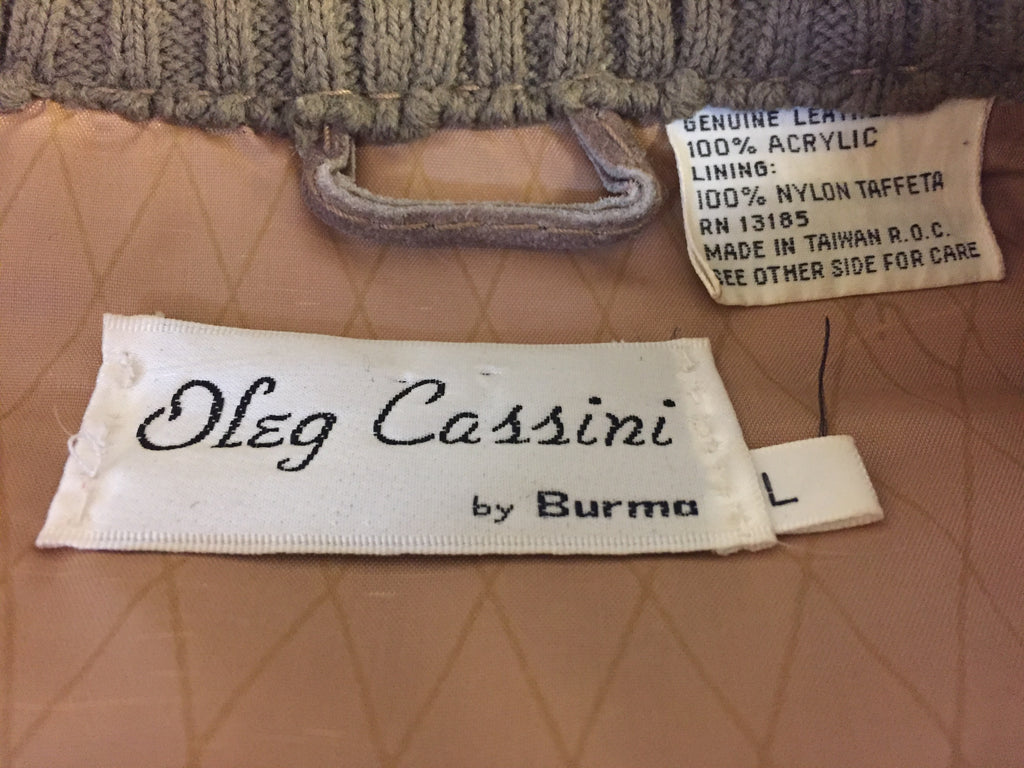 GENUINE LEATHER
100% ACRYLIC
LINING:
100% NYLON TAFFETA
RN 13185
MADE IN TAIWAN R.O.C.
SEE OTHER SIDE FOR CARE
Oleg Cassini
by Burma
L